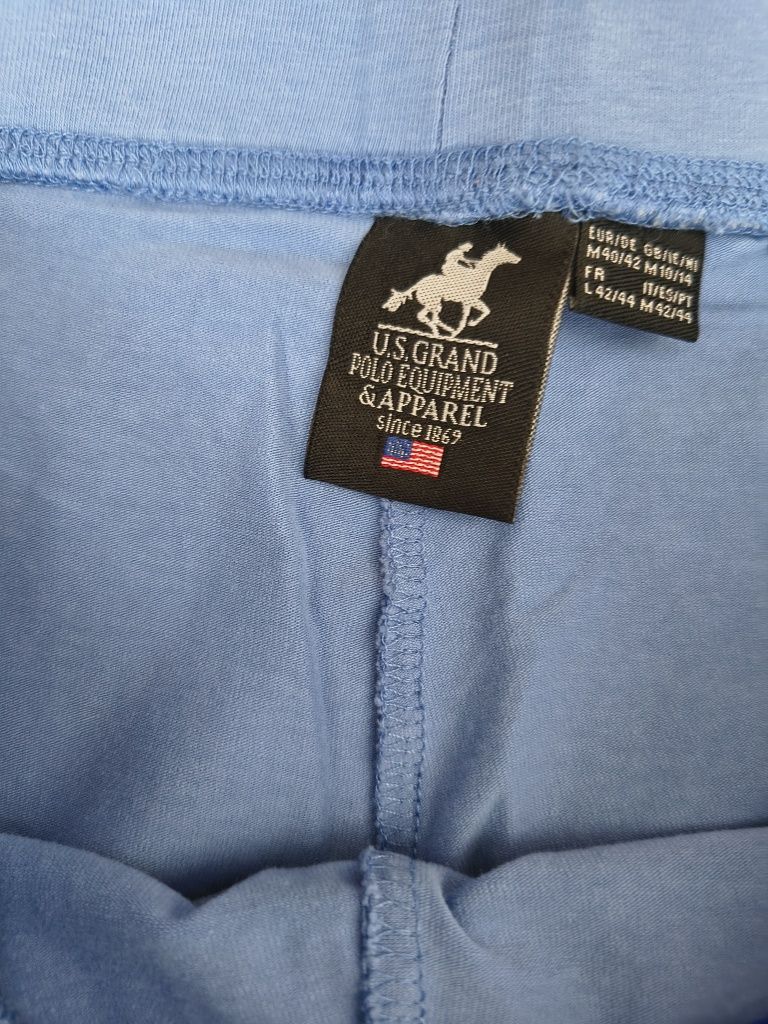 U.S. GRAND
POLO EQUIPMENT
& APPAREL
since 1869
EUR/DE GB/IE/NI
M40/42 M10/14
FR IT/ES/PT
L42/44 M42/44